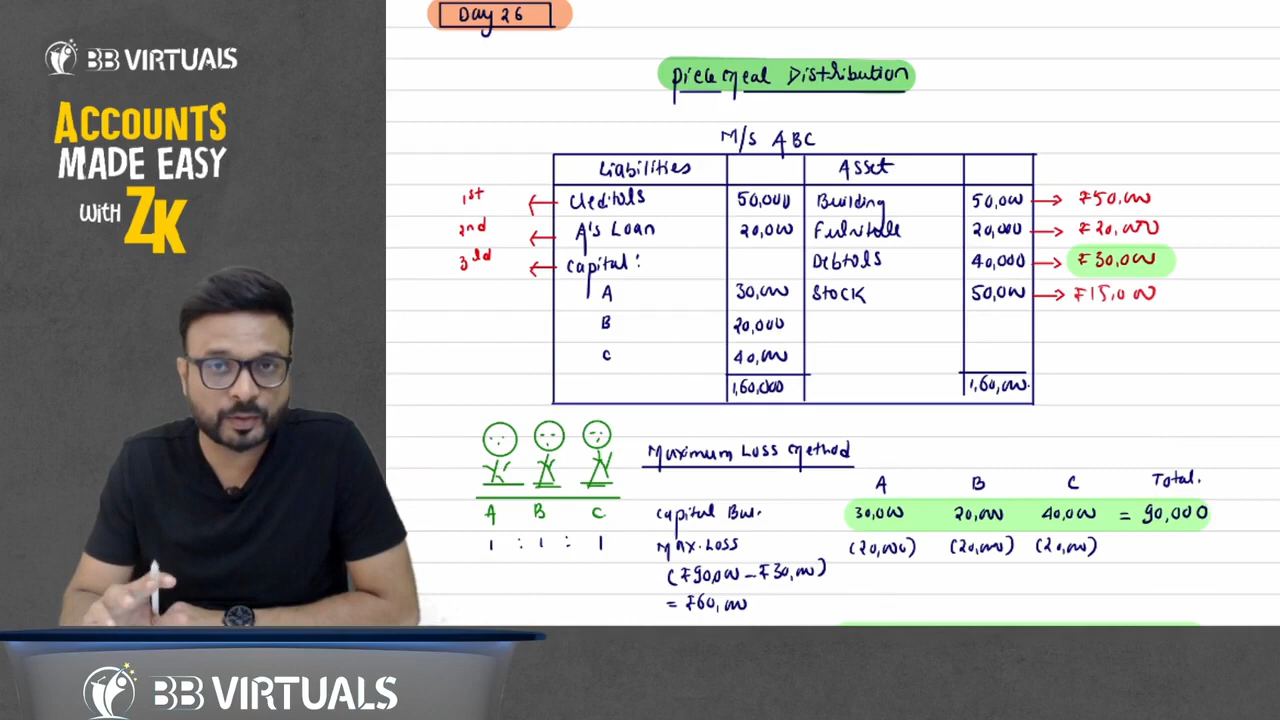 BB VIRTUALS
ACCOUNTS
MADE EASY
WITH ZK
Day 26
Piecemeal Distribution
M/S ABC
Liabilities Asset
1st Creditors 50,000 Building 50,000 ₹50,000
2nd A's Loan 20,000 Furniture 20,000 ₹20,000
3rd Capital: Debtors 40,000 ₹30,000
A 30,000 Stock 50,000 ₹15,000
B 20,000
C 40,000
1,60,000 1,60,000
Maximum Loss Method
A B C Total.
A B C
1 : 1 : 1
Capital Bal. 30,000 20,000 40,000 = 90,000
Max. Loss (20,000) (20,000) (20,000)
(₹90,000 - ₹30,000)
= ₹60,000
BB VIRTUALS